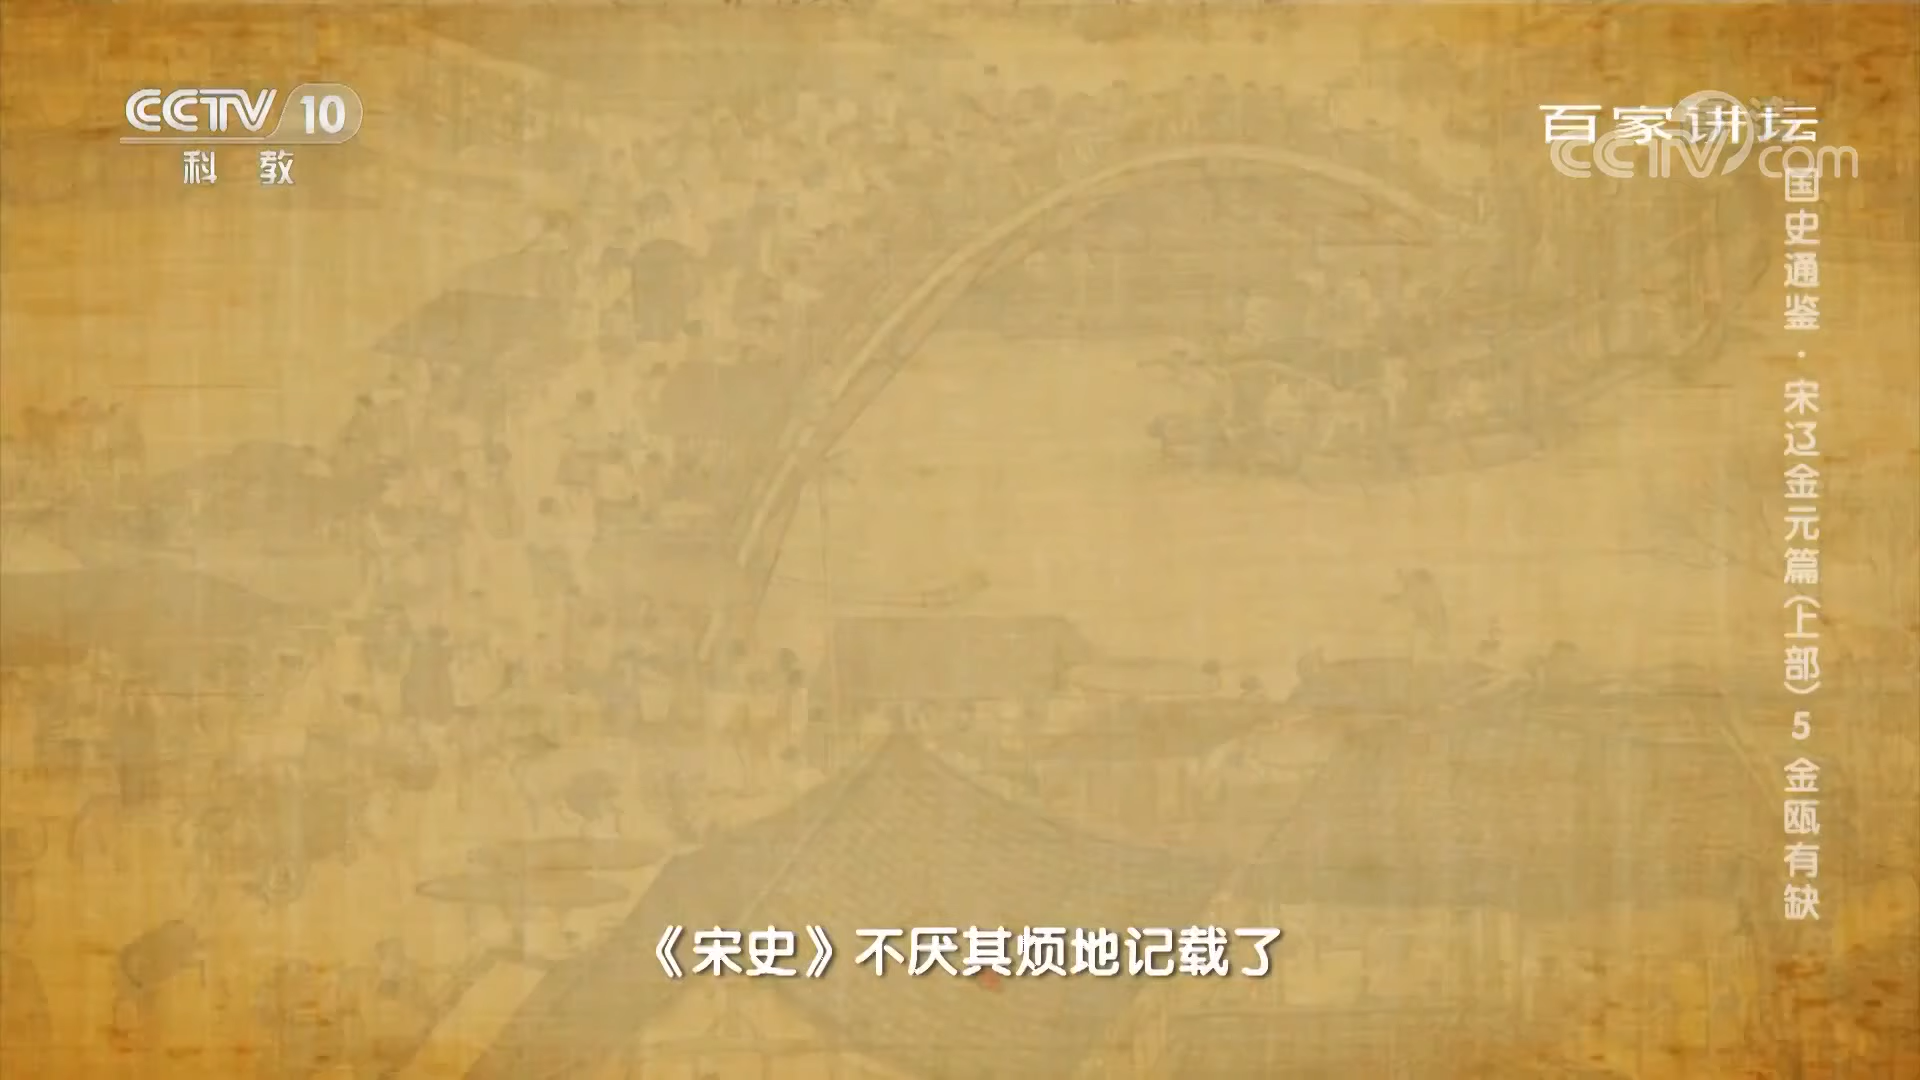 CCTV 10
科 教
百家讲坛
CCTV.com
国史通鉴·宋辽金元篇(上部) 5 金瓯有缺
《宋史》不厌其烦地记载了